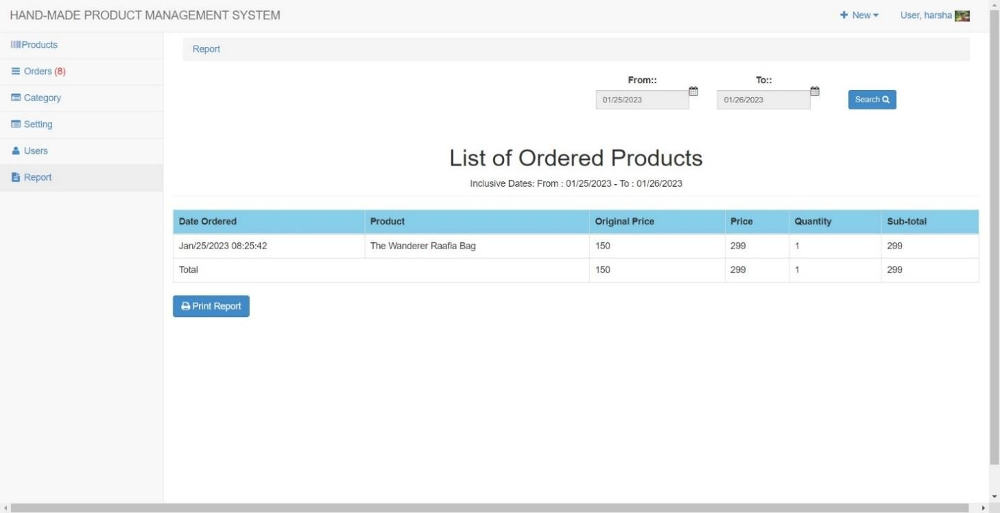 HAND-MADE PRODUCT MANAGEMENT SYSTEM
New
User, harsha
Products
Orders (8)
Category
Setting
Users
Report
Report
From:: To::
01/25/2023 01/26/2023 Search
List of Ordered Products
Inclusive Dates: From : 01/25/2023 - To : 01/26/2023
Date Ordered Product Original Price Price Quantity Sub-total
Jan/25/2023 08:25:42 The Wanderer Raafia Bag 150 299 1 299
Total 150 299 1 299
Print Report